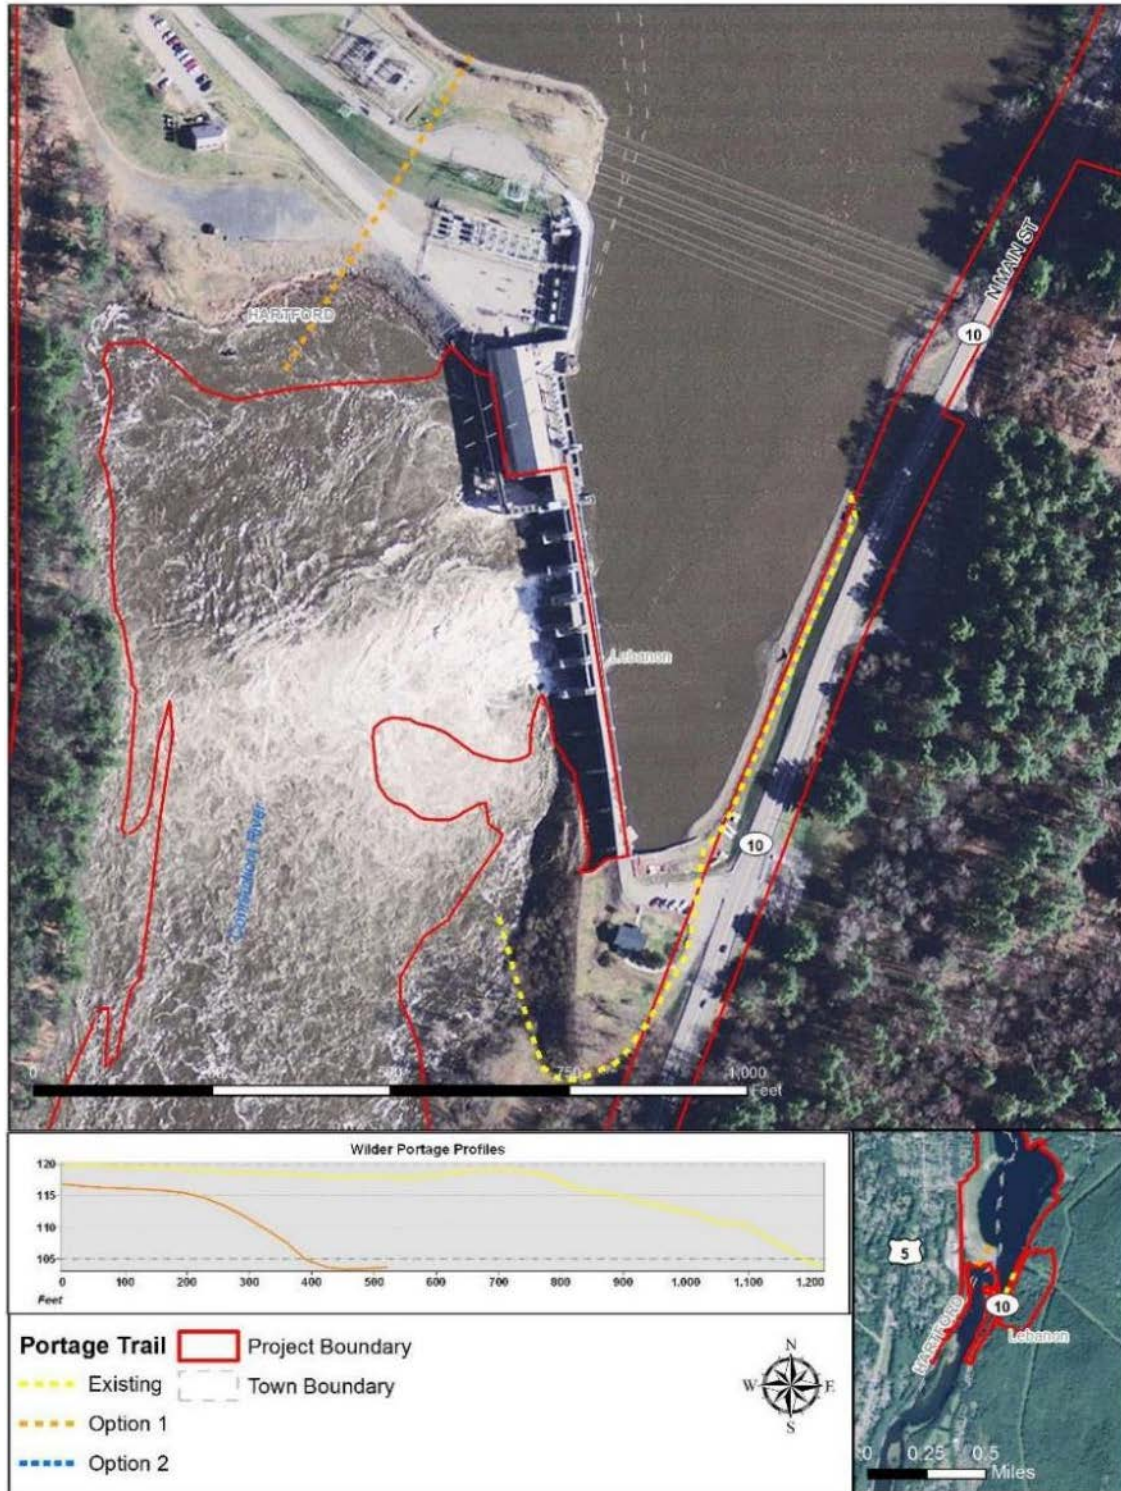 N MAIN ST
10
HARTFORD
Lebanon
10
Connecticut River
0 250 500 750 1,000
Feet
Wilder Portage Profiles
120
115
110
105
0 100 200 300 400 500 600 700 800 900 1,000 1,100 1,200
Feet
Portage Trail
Project Boundary
Existing
Town Boundary
Option 1
Option 2
N
W E
S
5
10
HARTFORD
Lebanon
0 0.25 0.5
Miles